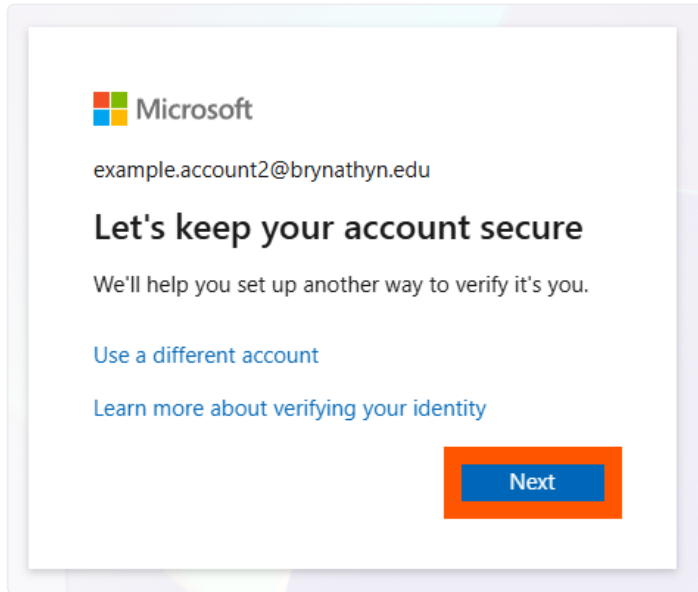 Microsoft
example.account2@brynathyn.edu
Let's keep your account secure
We'll help you set up another way to verify it's you.
Use a different account
Learn more about verifying your identity
Next